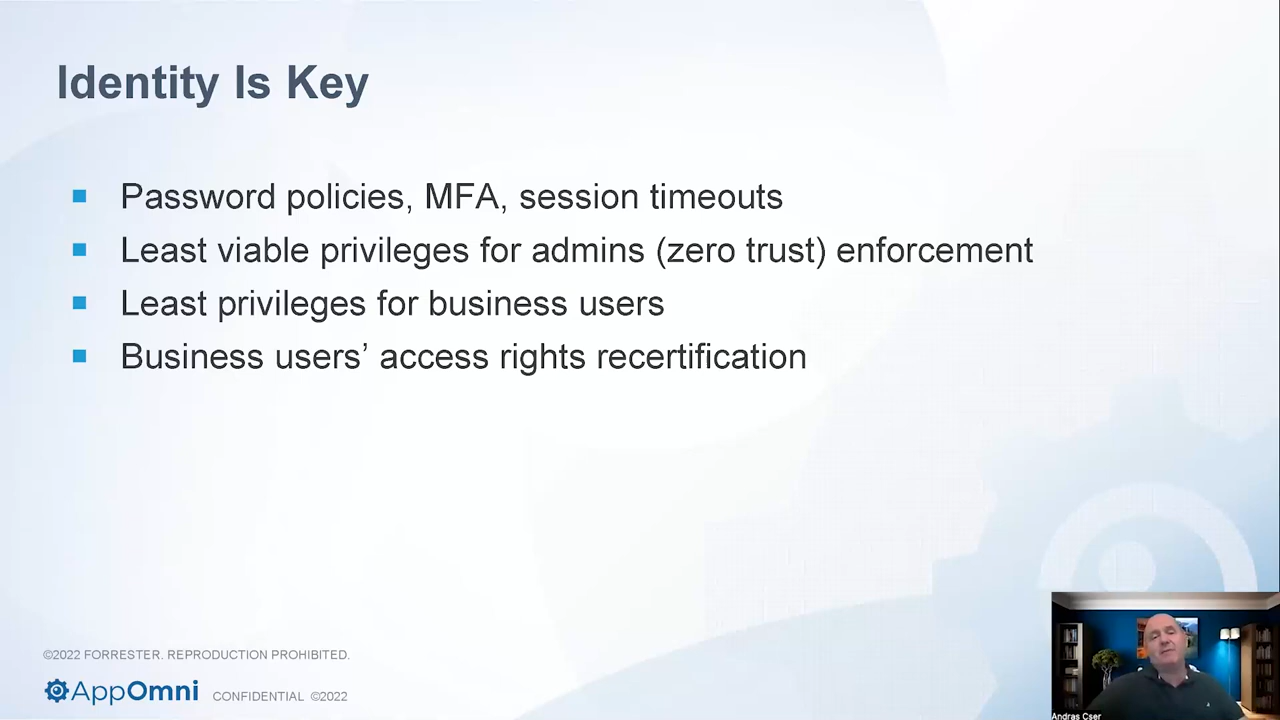 Identity Is Key
Password policies, MFA, session timeouts
Least viable privileges for admins (zero trust) enforcement
Least privileges for business users
Business users’ access rights recertification
©2022 FORRESTER. REPRODUCTION PROHIBITED.
AppOmni CONFIDENTIAL ©2022
Andras Cser